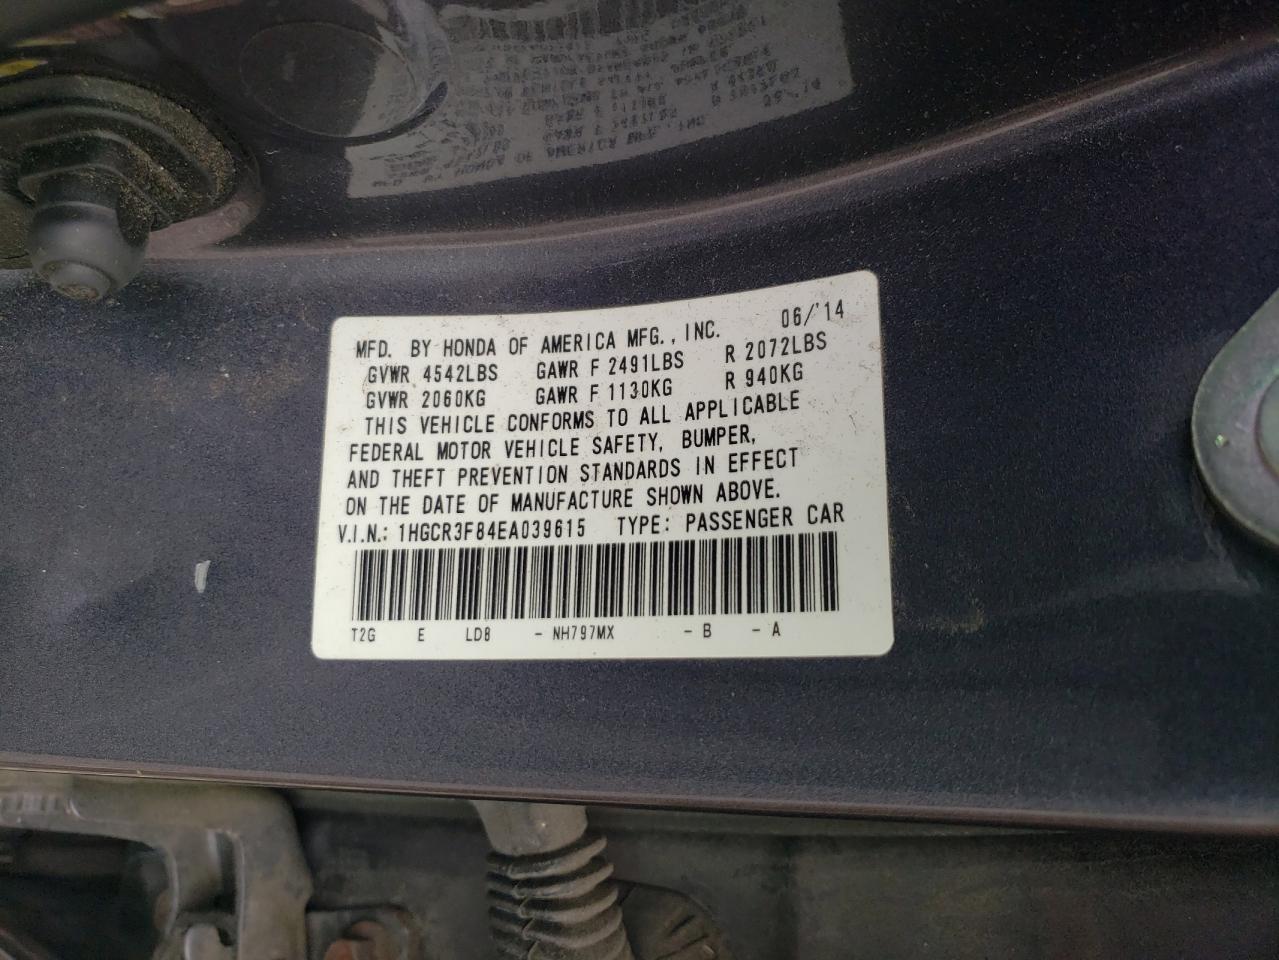 MFD. BY HONDA OF AMERICA MFG., INC. 06/'14
GVWR 4542LBS GAWR F 2491LBS R 2072LBS
GVWR 2060KG GAWR F 1130KG R 940KG
THIS VEHICLE CONFORMS TO ALL APPLICABLE
FEDERAL MOTOR VEHICLE SAFETY, BUMPER,
AND THEFT PREVENTION STANDARDS IN EFFECT
ON THE DATE OF MANUFACTURE SHOWN ABOVE.
V.I.N.: 1HGCR3F84EA039615 TYPE: PASSENGER CAR
T2G E LD8 - NH797MX - B - A